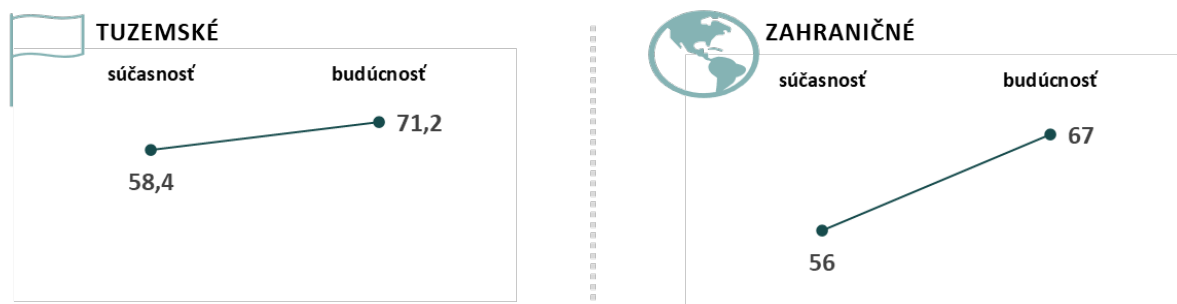 TUZEMSKÉ
súčasnosť budúcnosť
71,2
58,4
ZAHRANIČNÉ
súčasnosť budúcnosť
67
56